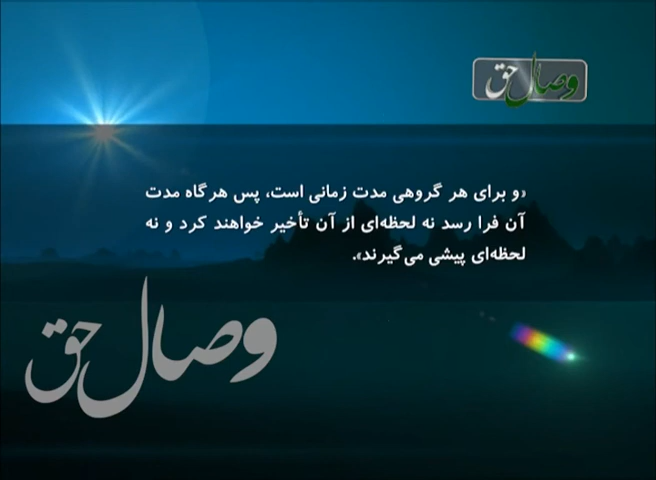 وصال حق
«و برای هر گروهی مدت زمانی است، پس هرگاه مدت
آن فرا رسد نه لحظه‌ای از آن تأخیر خواهند کرد و نه
لحظه‌ای پیشی می‌گیرند».
وصال حق